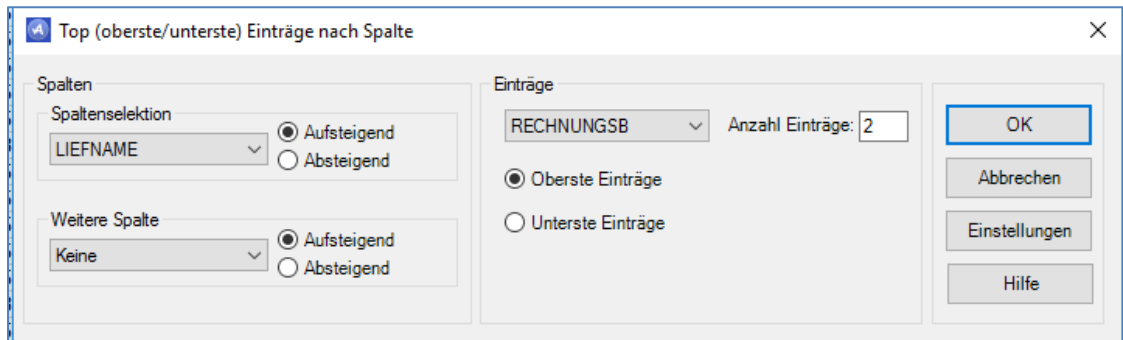 Top (oberste/unterste) Einträge nach Spalte
Spalten
Spaltenselektion
LIEFNAME
Aufsteigend
Absteigend
Weitere Spalte
Keine
Aufsteigend
Absteigend
Einträge
RECHNUNGSB
Anzahl Einträge: 2
Oberste Einträge
Unterste Einträge
OK
Abbrechen
Einstellungen
Hilfe